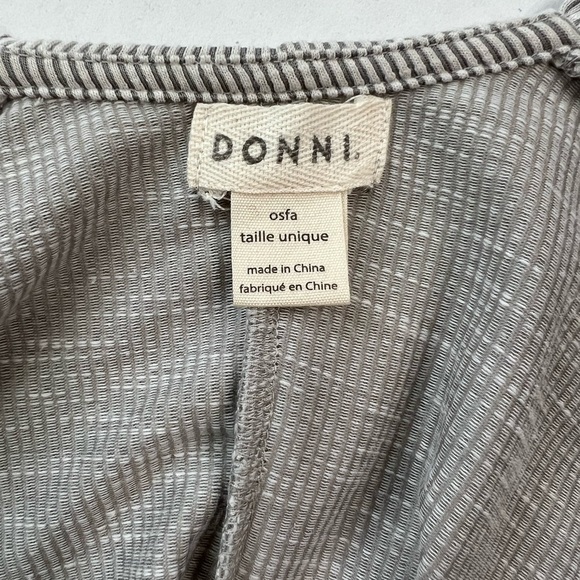 DONNI.
osfa
taille unique
made in China
fabriqué en Chine